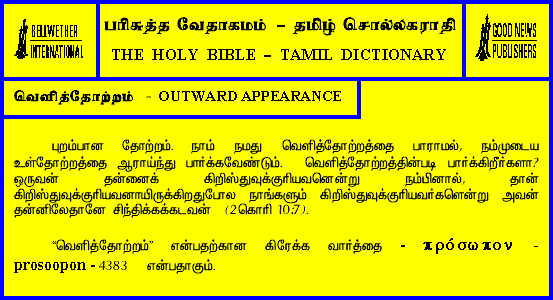 BELLWETHER
INTERNATIONAL
பரிசுத்த வேதாகமம் – தமிழ் சொல்லகராதி
THE HOLY BIBLE – TAMIL DICTIONARY
GOOD NEWS
PUBLISHERS
வெளித்தோற்றம் - OUTWARD APPEARANCE
புறம்பான தோற்றம். நாம் நமது வெளித்தோற்றத்தை பாராமல், நம்முடைய
உள்தோற்றத்தை ஆராய்ந்து பார்க்கவேண்டும். வெளித்தோற்றத்தின்படி பார்க்கிறீர்களா?
ஒருவன் தன்னைக் கிறிஸ்துவுக்குரியவனென்று நம்பினால், தான்
கிறிஸ்துவுக்குரியவனாயிருக்கிறதுபோல நாங்களும் கிறிஸ்துவுக்குரியவர்களென்று அவன்
தன்னிலேதானே சிந்திக்கக்கடவன் (2கொரி 10:7).
“வெளித்தோற்றம்” என்பதற்கான கிரேக்க வார்த்தை - πρόσωπον -
prosoopon - 4383 என்பதாகும்.